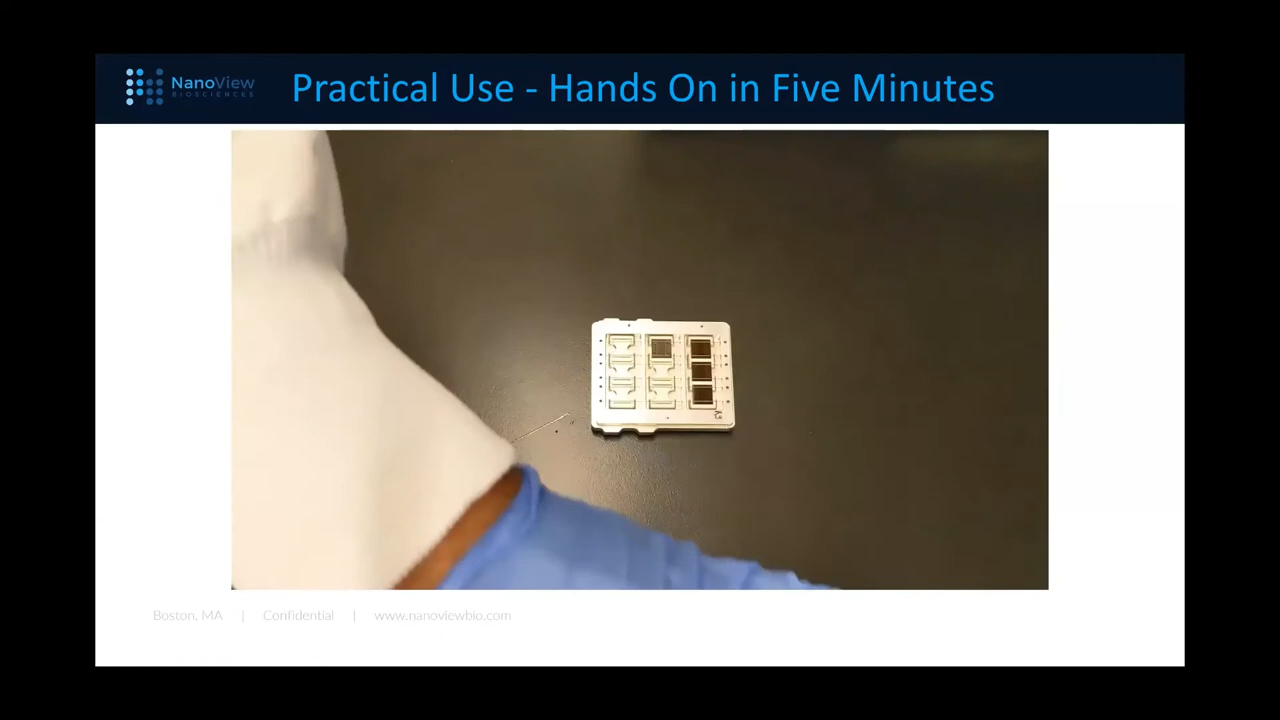 NanoView
BIOSCIENCES
Practical Use - Hands On in Five Minutes
Boston, MA | Confidential | www.nanoviewbio.com